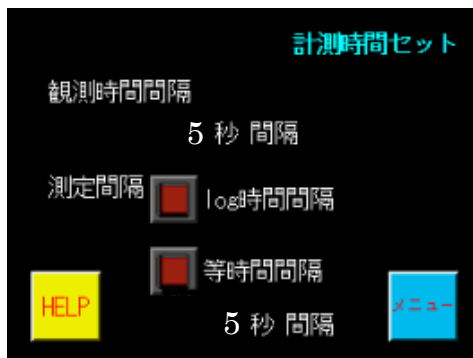 計測時間セット
観測時間間隔
5 秒 間隔
測定間隔 log時間間隔
等時間間隔
HELP
メニュー
5 秒 間隔